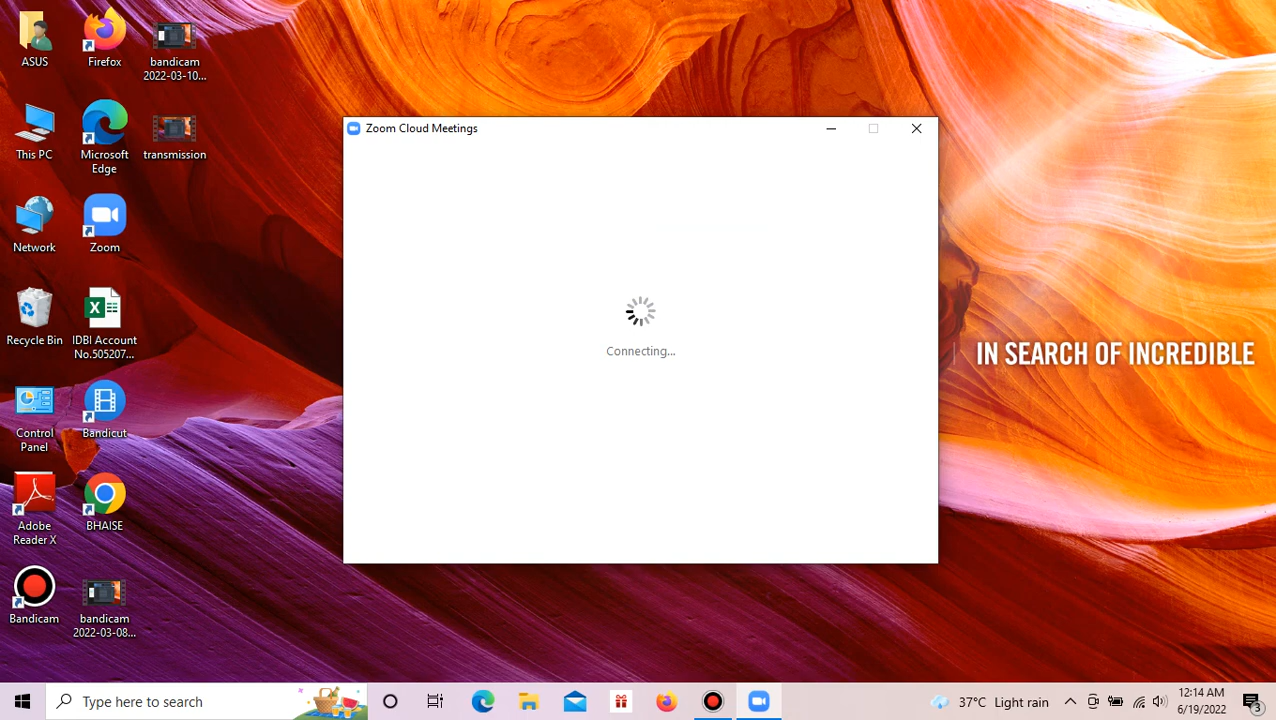 ASUS
Firefox
bandicam
2022-03-10...
This PC
Microsoft
Edge
transmission
Network
Zoom
Recycle Bin
IDBI Account
No.505207...
Control
Panel
Bandicut
Adobe
Reader X
BHAISE
Bandicam
bandicam
2022-03-08...
Zoom Cloud Meetings
Connecting...
IN SEARCH OF INCREDIBLE
Type here to search
37°C Light rain
12:14 AM
6/19/2022
3